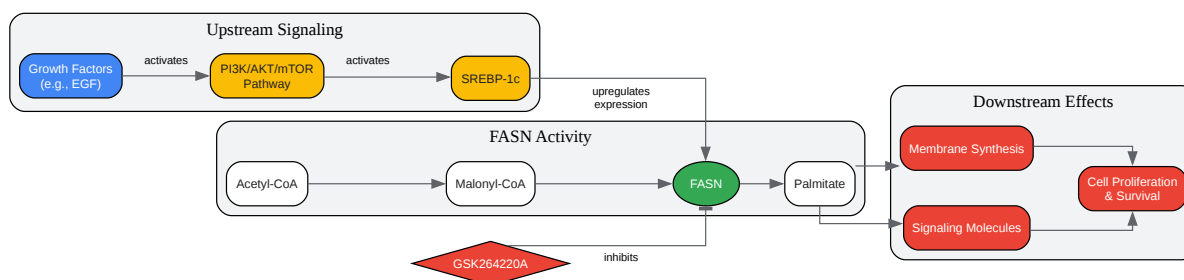 Upstream Signaling
Growth Factors
(e.g., EGF)
activates
PI3K/AKT/mTOR
Pathway
activates
SREBP-1c
upregulates
expression
FASN Activity
Acetyl-CoA
Malonyl-CoA
FASN
Palmitate
GSK264220A
inhibits
Downstream Effects
Membrane Synthesis
Signaling Molecules
Cell Proliferation
& Survival